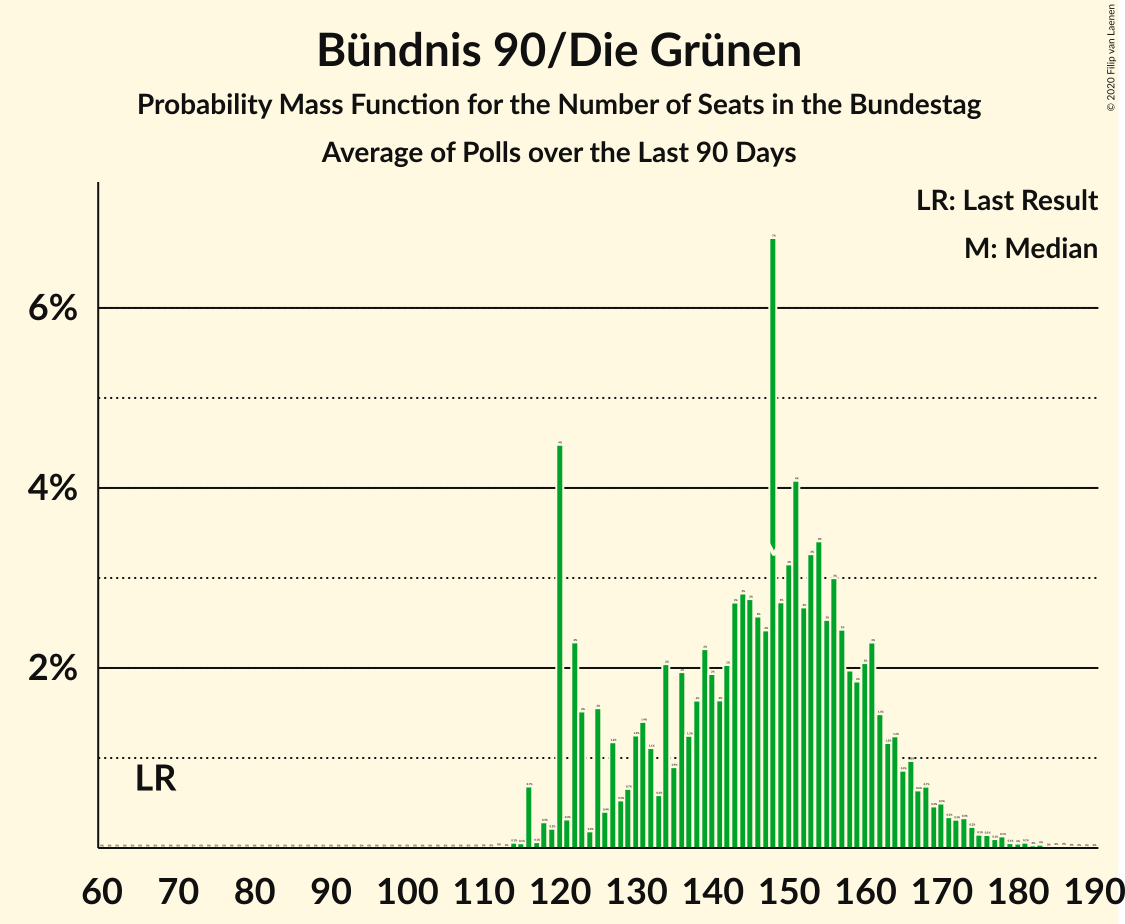 Bündnis 90/Die Grünen
Probability Mass Function for the Number of Seats in the Bundestag
Average of Polls over the Last 90 Days
© 2020 Filip van Laenen
LR: Last Result
M: Median
6%
4%
2%
LR
60 70 80 90 100 110 120 130 140 150 160 170 180 190